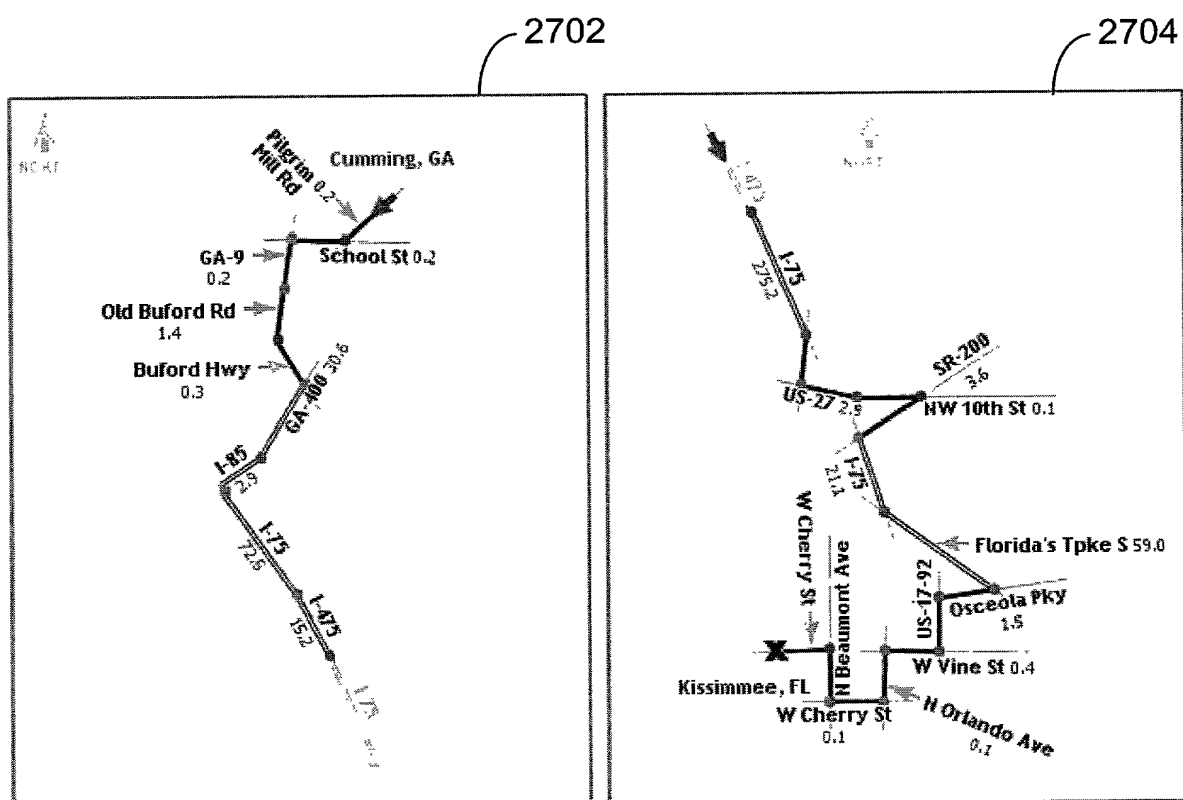 2702
2704
Pilgrim
Mill Rd
0.2
Cumming, GA
GA-9
0.2
School St 0.2
Old Buford Rd
1.4
Buford Hwy
0.3
GA-400
30.6
I-85
2.9
I-75
72.6
I-475
15.2
I-75
I-475
I-75
275.2
US-27 2.9
SR-200
3.6
NW 10th St 0.1
I-75
21.1
Florida's Tpke S 59.0
W Cherry St
N Beaumont Ave
US-17-92
Osceola Pky
1.5
W Vine St 0.4
Kissimmee, FL
W Cherry St
0.1
N Orlando Ave
0.1